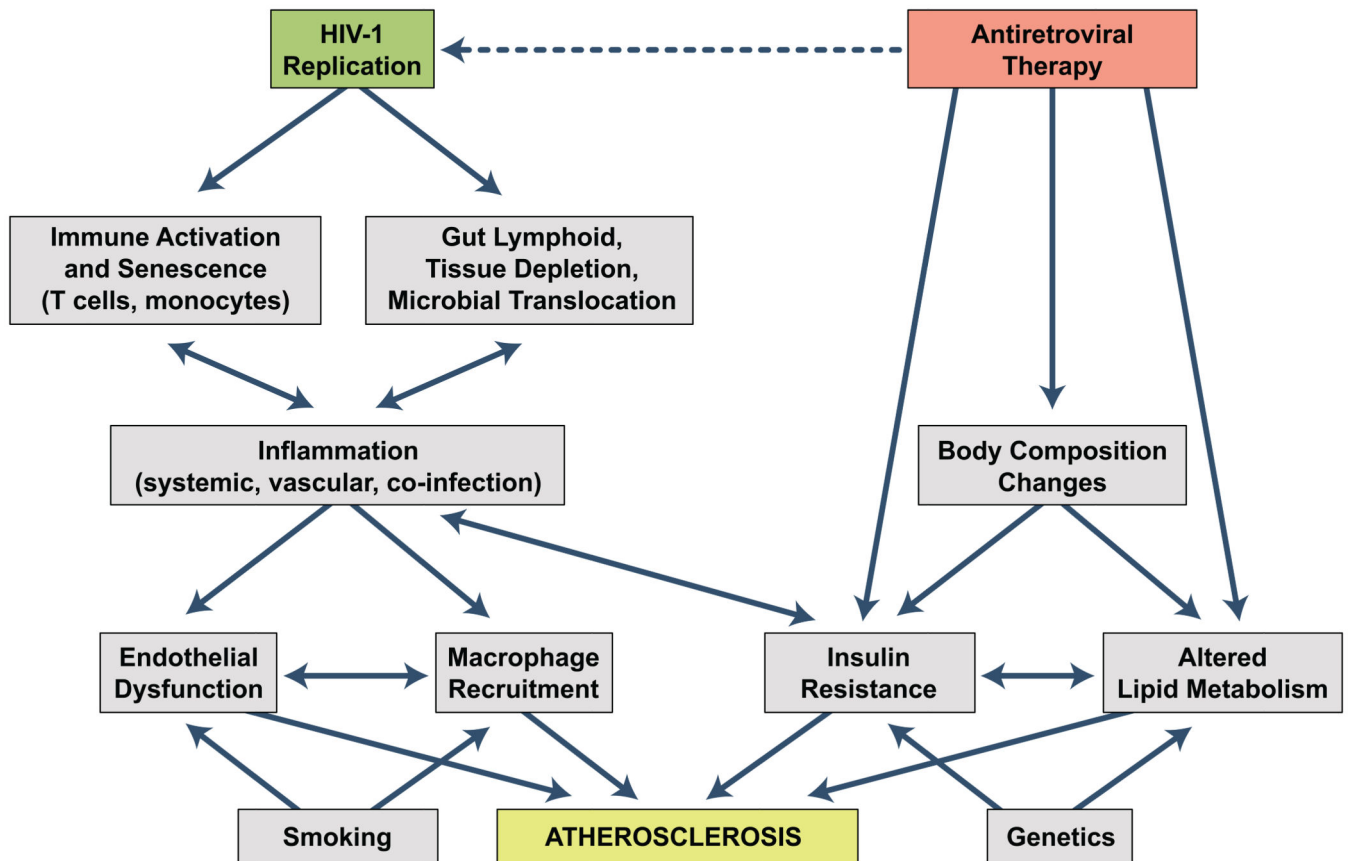 HIV-1
Replication
Antiretroviral
Therapy
Immune Activation
and Senescence
(T cells, monocytes)
Gut Lymphoid,
Tissue Depletion,
Microbial Translocation
Inflammation
(systemic, vascular, co-infection)
Body Composition
Changes
Endothelial
Dysfunction
Macrophage
Recruitment
Insulin
Resistance
Altered
Lipid Metabolism
Smoking
ATHEROSCLEROSIS
Genetics